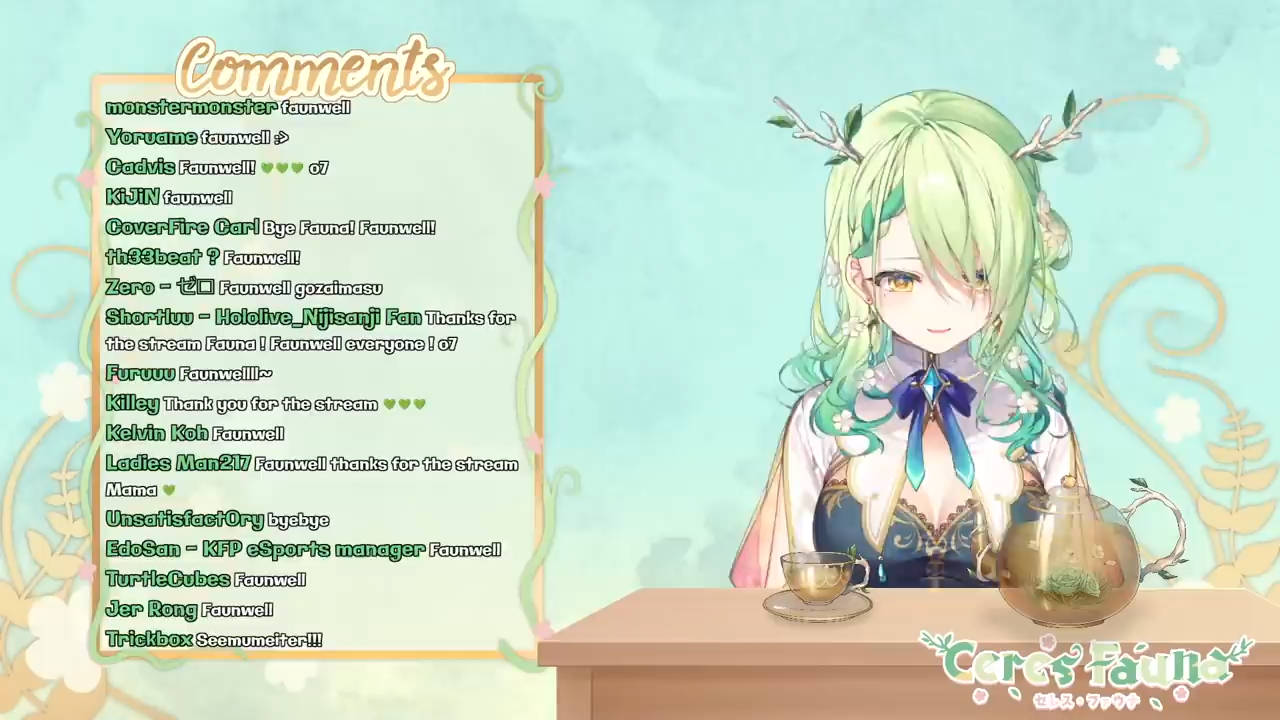 Comments
monstermonster faunwell
Yoruame faunwell :>
Cadvis Faunwell! 💚💚💚 o7
KiJiN faunwell
CoverFire Carl Bye Fauna! Faunwell!
th33beat ? Faunwell!
Zero - ゼロ Faunwell gozaimasu
Shortluv - Hololive_Nijisanji Fan Thanks for
the stream Fauna ! Faunwell everyone ! o7
Furuuu Faunwellll~
Killey Thank you for the stream 💚💚💚
Kelvin Koh Faunwell
Ladies Man217 Faunwell thanks for the stream
Mama 💚
Unsatisfact0ry byebye
EdoSan - KFP eSports manager Faunwell
TurtleCubes Faunwell
Jer Rong Faunwell
Trickbox Seemumeiter!!!
Ceres Fauna
セレス・ファウナ